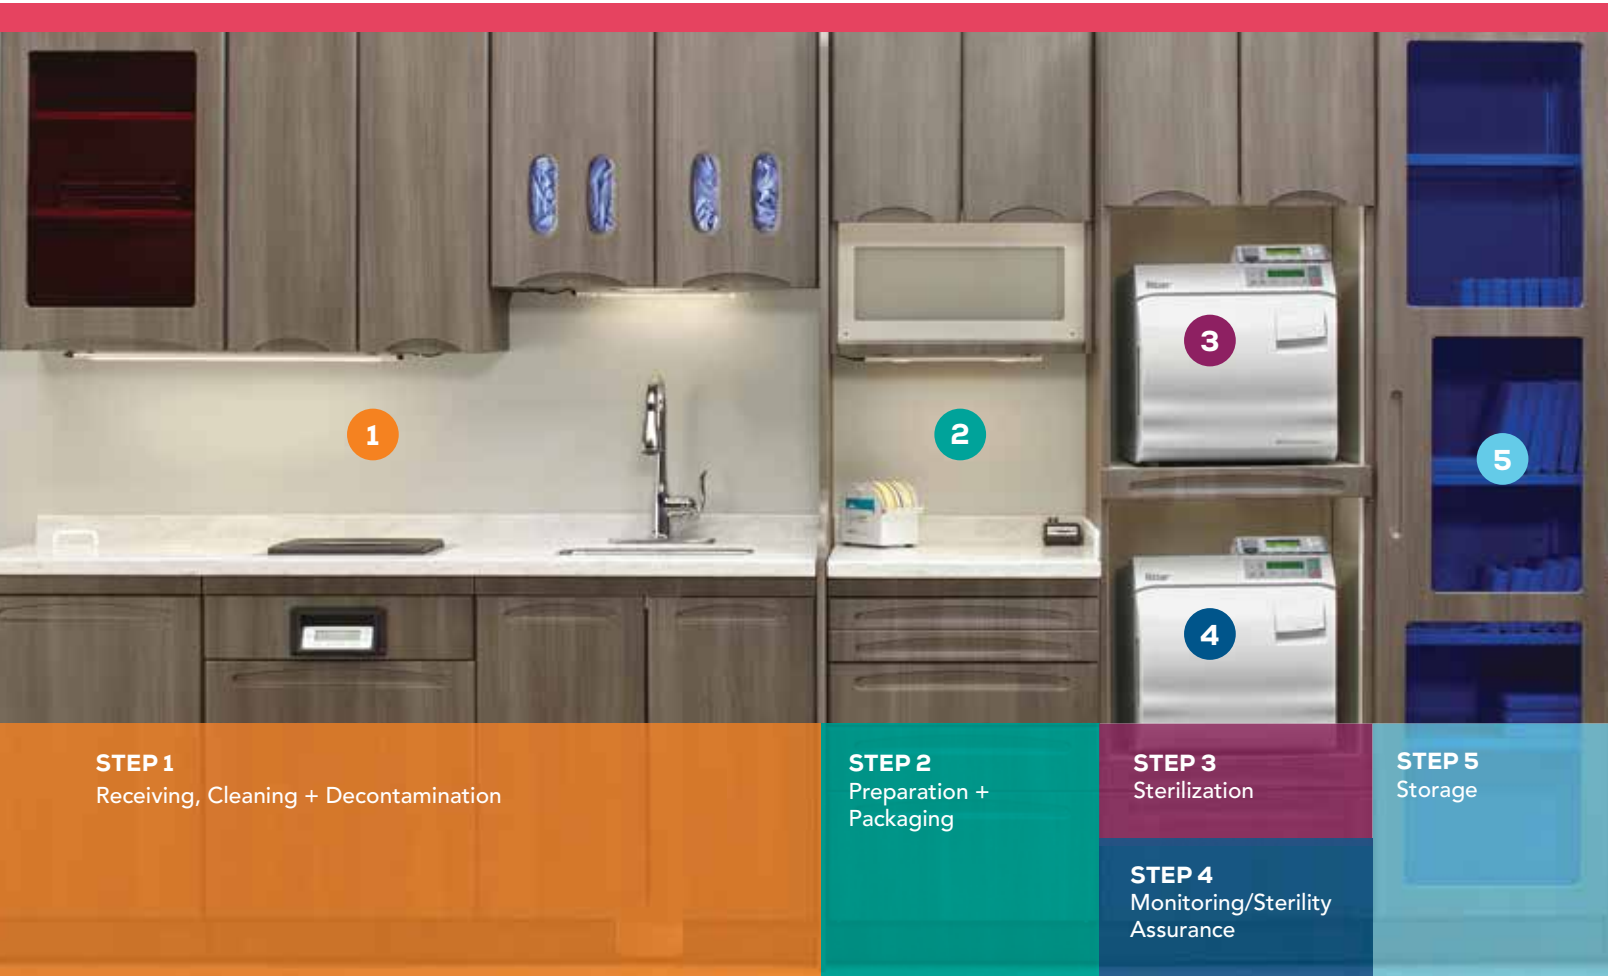 1
2
3
4
5
STEP 1
Receiving, Cleaning + Decontamination
STEP 2
Preparation +
Packaging
STEP 3
Sterilization
STEP 4
Monitoring/Sterility
Assurance
STEP 5
Storage